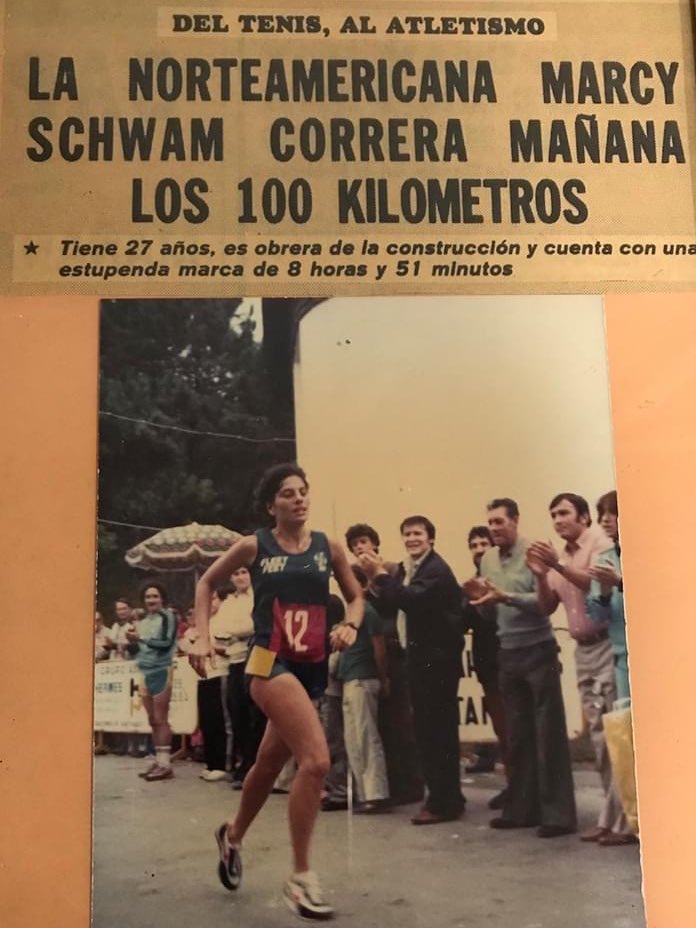 DEL TENIS, AL ATLETISMO
LA NORTEAMERICANA MARCY
SCHWAM CORRERA MAÑANA
LOS 100 KILOMETROS
★ Tiene 27 años, es obrera de la construcción y cuenta con una
estupenda marca de 8 horas y 51 minutos
12